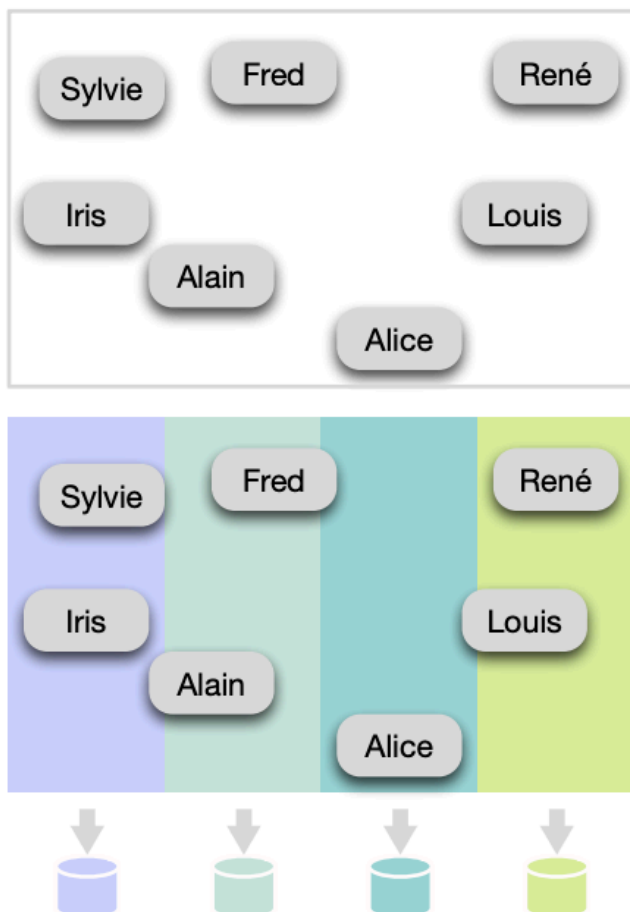 Sylvie
Fred
René
Iris
Louis
Alain
Alice
Sylvie
Fred
René
Iris
Louis
Alain
Alice